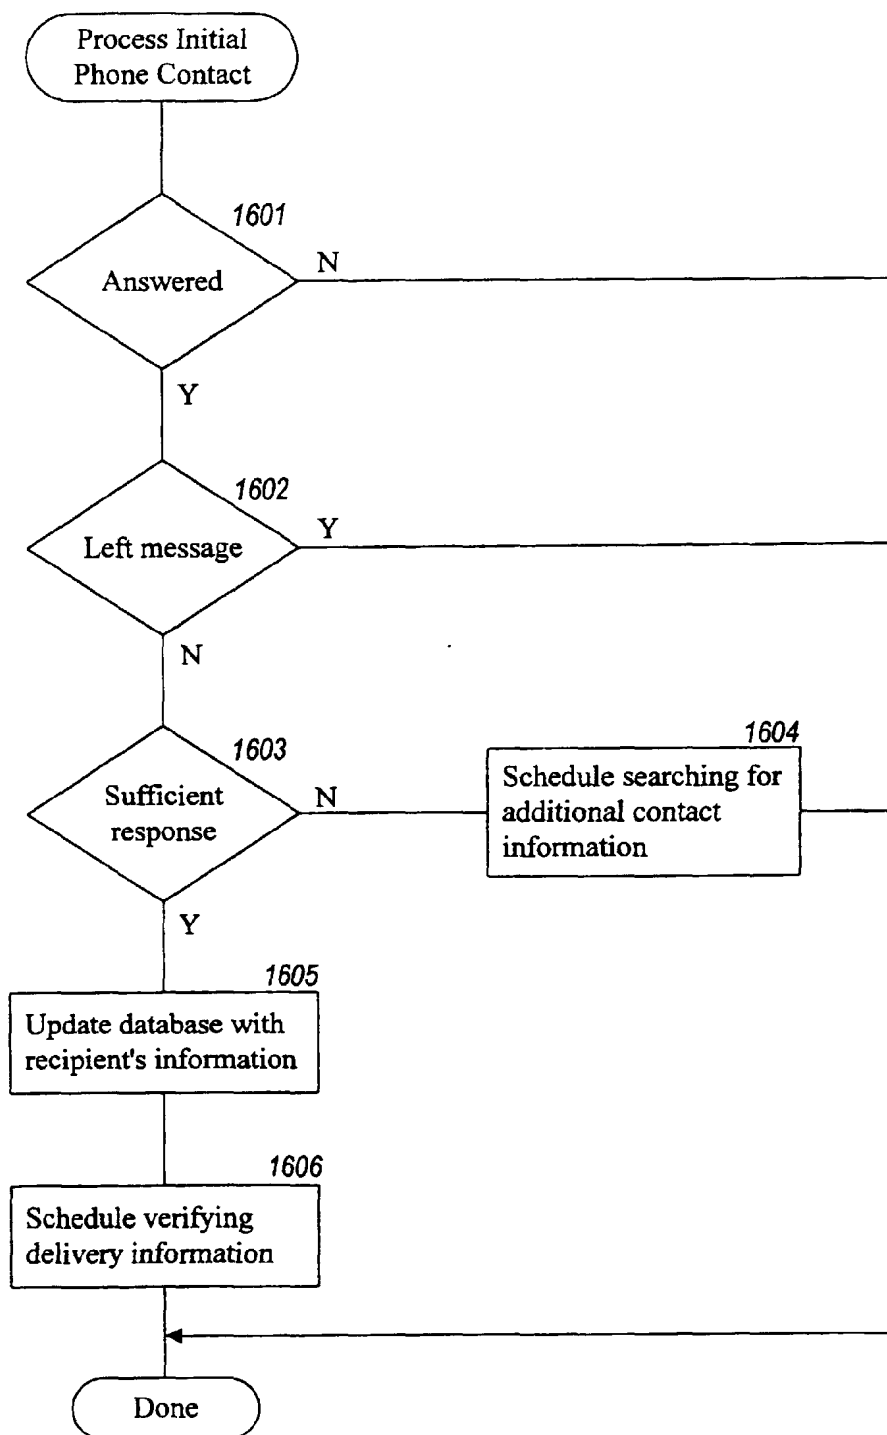 Process Initial
Phone Contact
1601
Answered
N
Y
1602
Left message
Y
N
1603
Sufficient
response
N
1604
Schedule searching for
additional contact
information
Y
1605
Update database with
recipient's information
1606
Schedule verifying
delivery information
Done